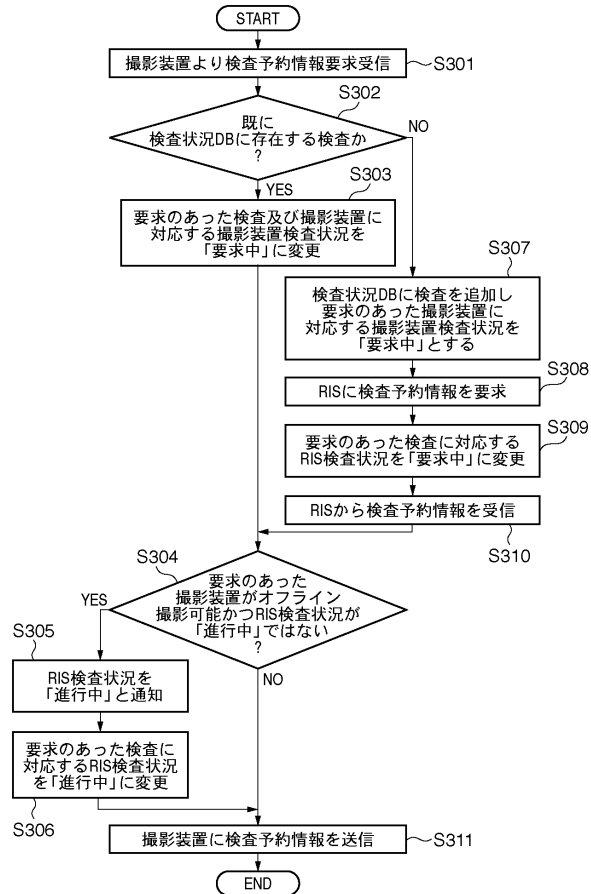 START
撮影装置より検査予約情報要求受信
S301
S302
既に
検査状況DBに存在する検査か
?
NO
YES
S303
要求のあった検査及び撮影装置に
対応する撮影装置検査状況を
「要求中」に変更
S307
検査状況DBに検査を追加し
要求のあった撮影装置に
対応する撮影装置検査状況を
「要求中」とする
S308
RISに検査予約情報を要求
S309
要求のあった検査に対応する
RIS検査状況を「要求中」に変更
RISから検査予約情報を受信
S310
S304
要求のあった
撮影装置がオフライン
撮影可能かつRIS検査状況が
「進行中」ではない
?
YES
NO
S305
RIS検査状況を
「進行中」と通知
要求のあった検査に
対応するRIS検査状況
を「進行中」に変更
S306
撮影装置に検査予約情報を送信
S311
END